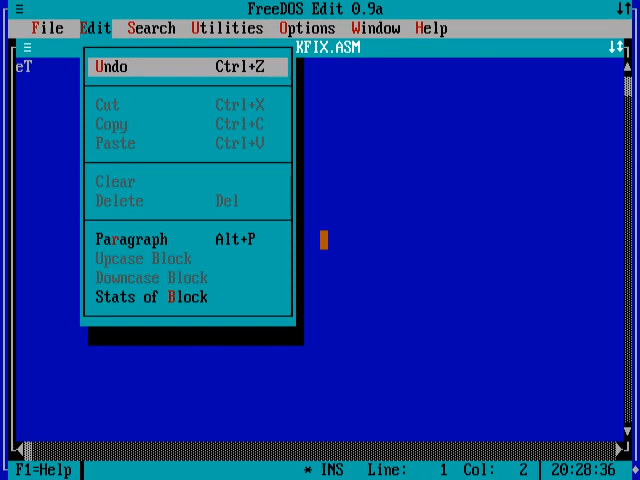 FreeDOS Edit 0.9a
File Edit Search Utilities Options Window Help
KFIX.ASM
eT
Undo Ctrl+Z
Cut Ctrl+X
Copy Ctrl+C
Paste Ctrl+V
Clear
Delete Del
Paragraph Alt+P
Upcase Block
Downcase Block
Stats of Block
F1=Help * INS Line: 1 Col: 2 20:28:36